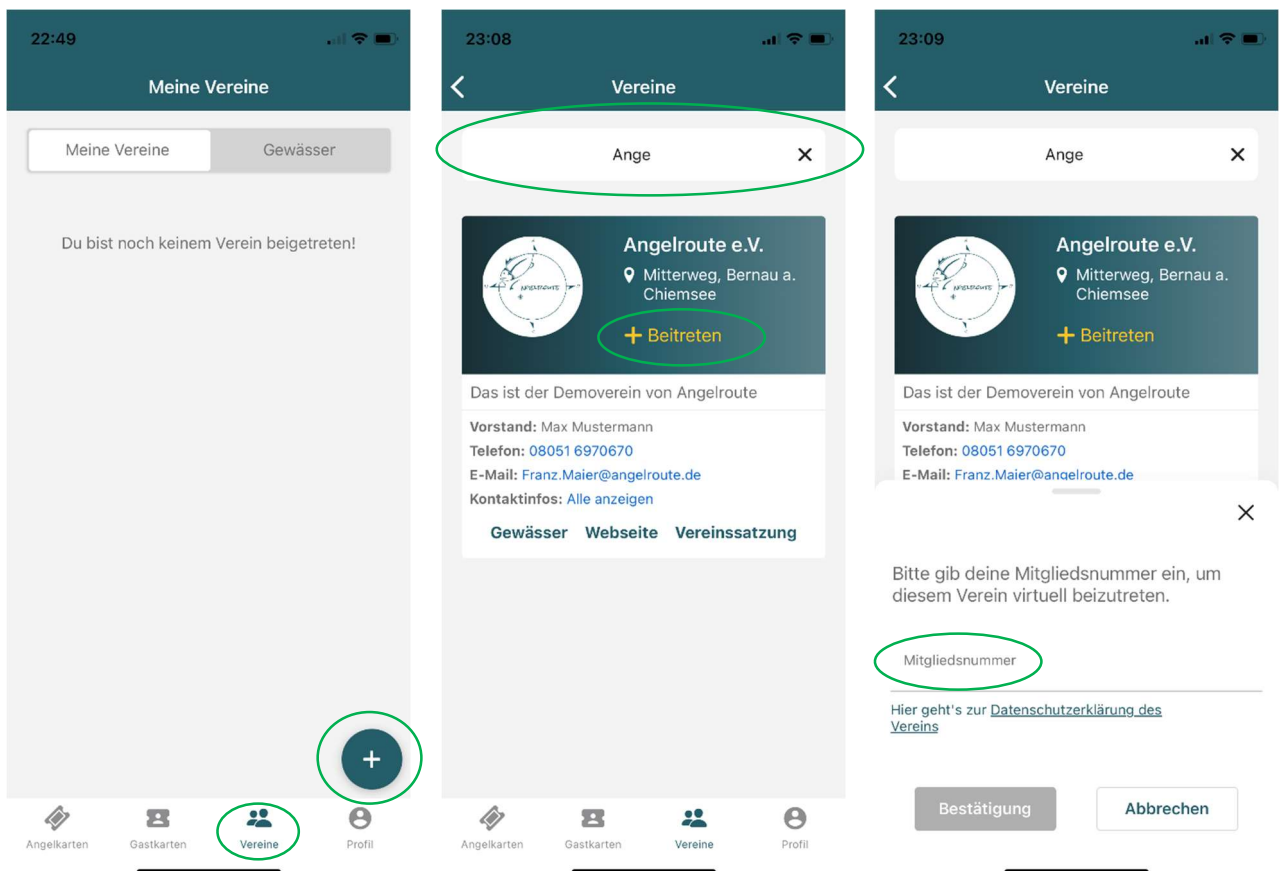 22:49
Meine Vereine
Meine Vereine
Gewässer
Du bist noch keinem Verein beigetreten!
+
Angelkarten
Gastkarten
Vereine
Profil
23:08
Vereine
Ange
Angelroute e.V.
Mitterweg, Bernau a.
Chiemsee
+ Beitreten
Das ist der Demoverein von Angelroute
Vorstand: Max Mustermann
Telefon: 08051 6970670
E-Mail: Franz.Maier@angelroute.de
Kontaktinfos: Alle anzeigen
Gewässer Webseite Vereinssatzung
Angelkarten
Gastkarten
Vereine
Profil
23:09
Vereine
Ange
Angelroute e.V.
Mitterweg, Bernau a.
Chiemsee
+ Beitreten
Das ist der Demoverein von Angelroute
Vorstand: Max Mustermann
Telefon: 08051 6970670
E-Mail: Franz.Maier@angelroute.de
Bitte gib deine Mitgliedsnummer ein, um
diesem Verein virtuell beizutreten.
Mitgliedsnummer
Hier geht's zur Datenschutzerklärung des
Vereins
Bestätigung
Abbrechen